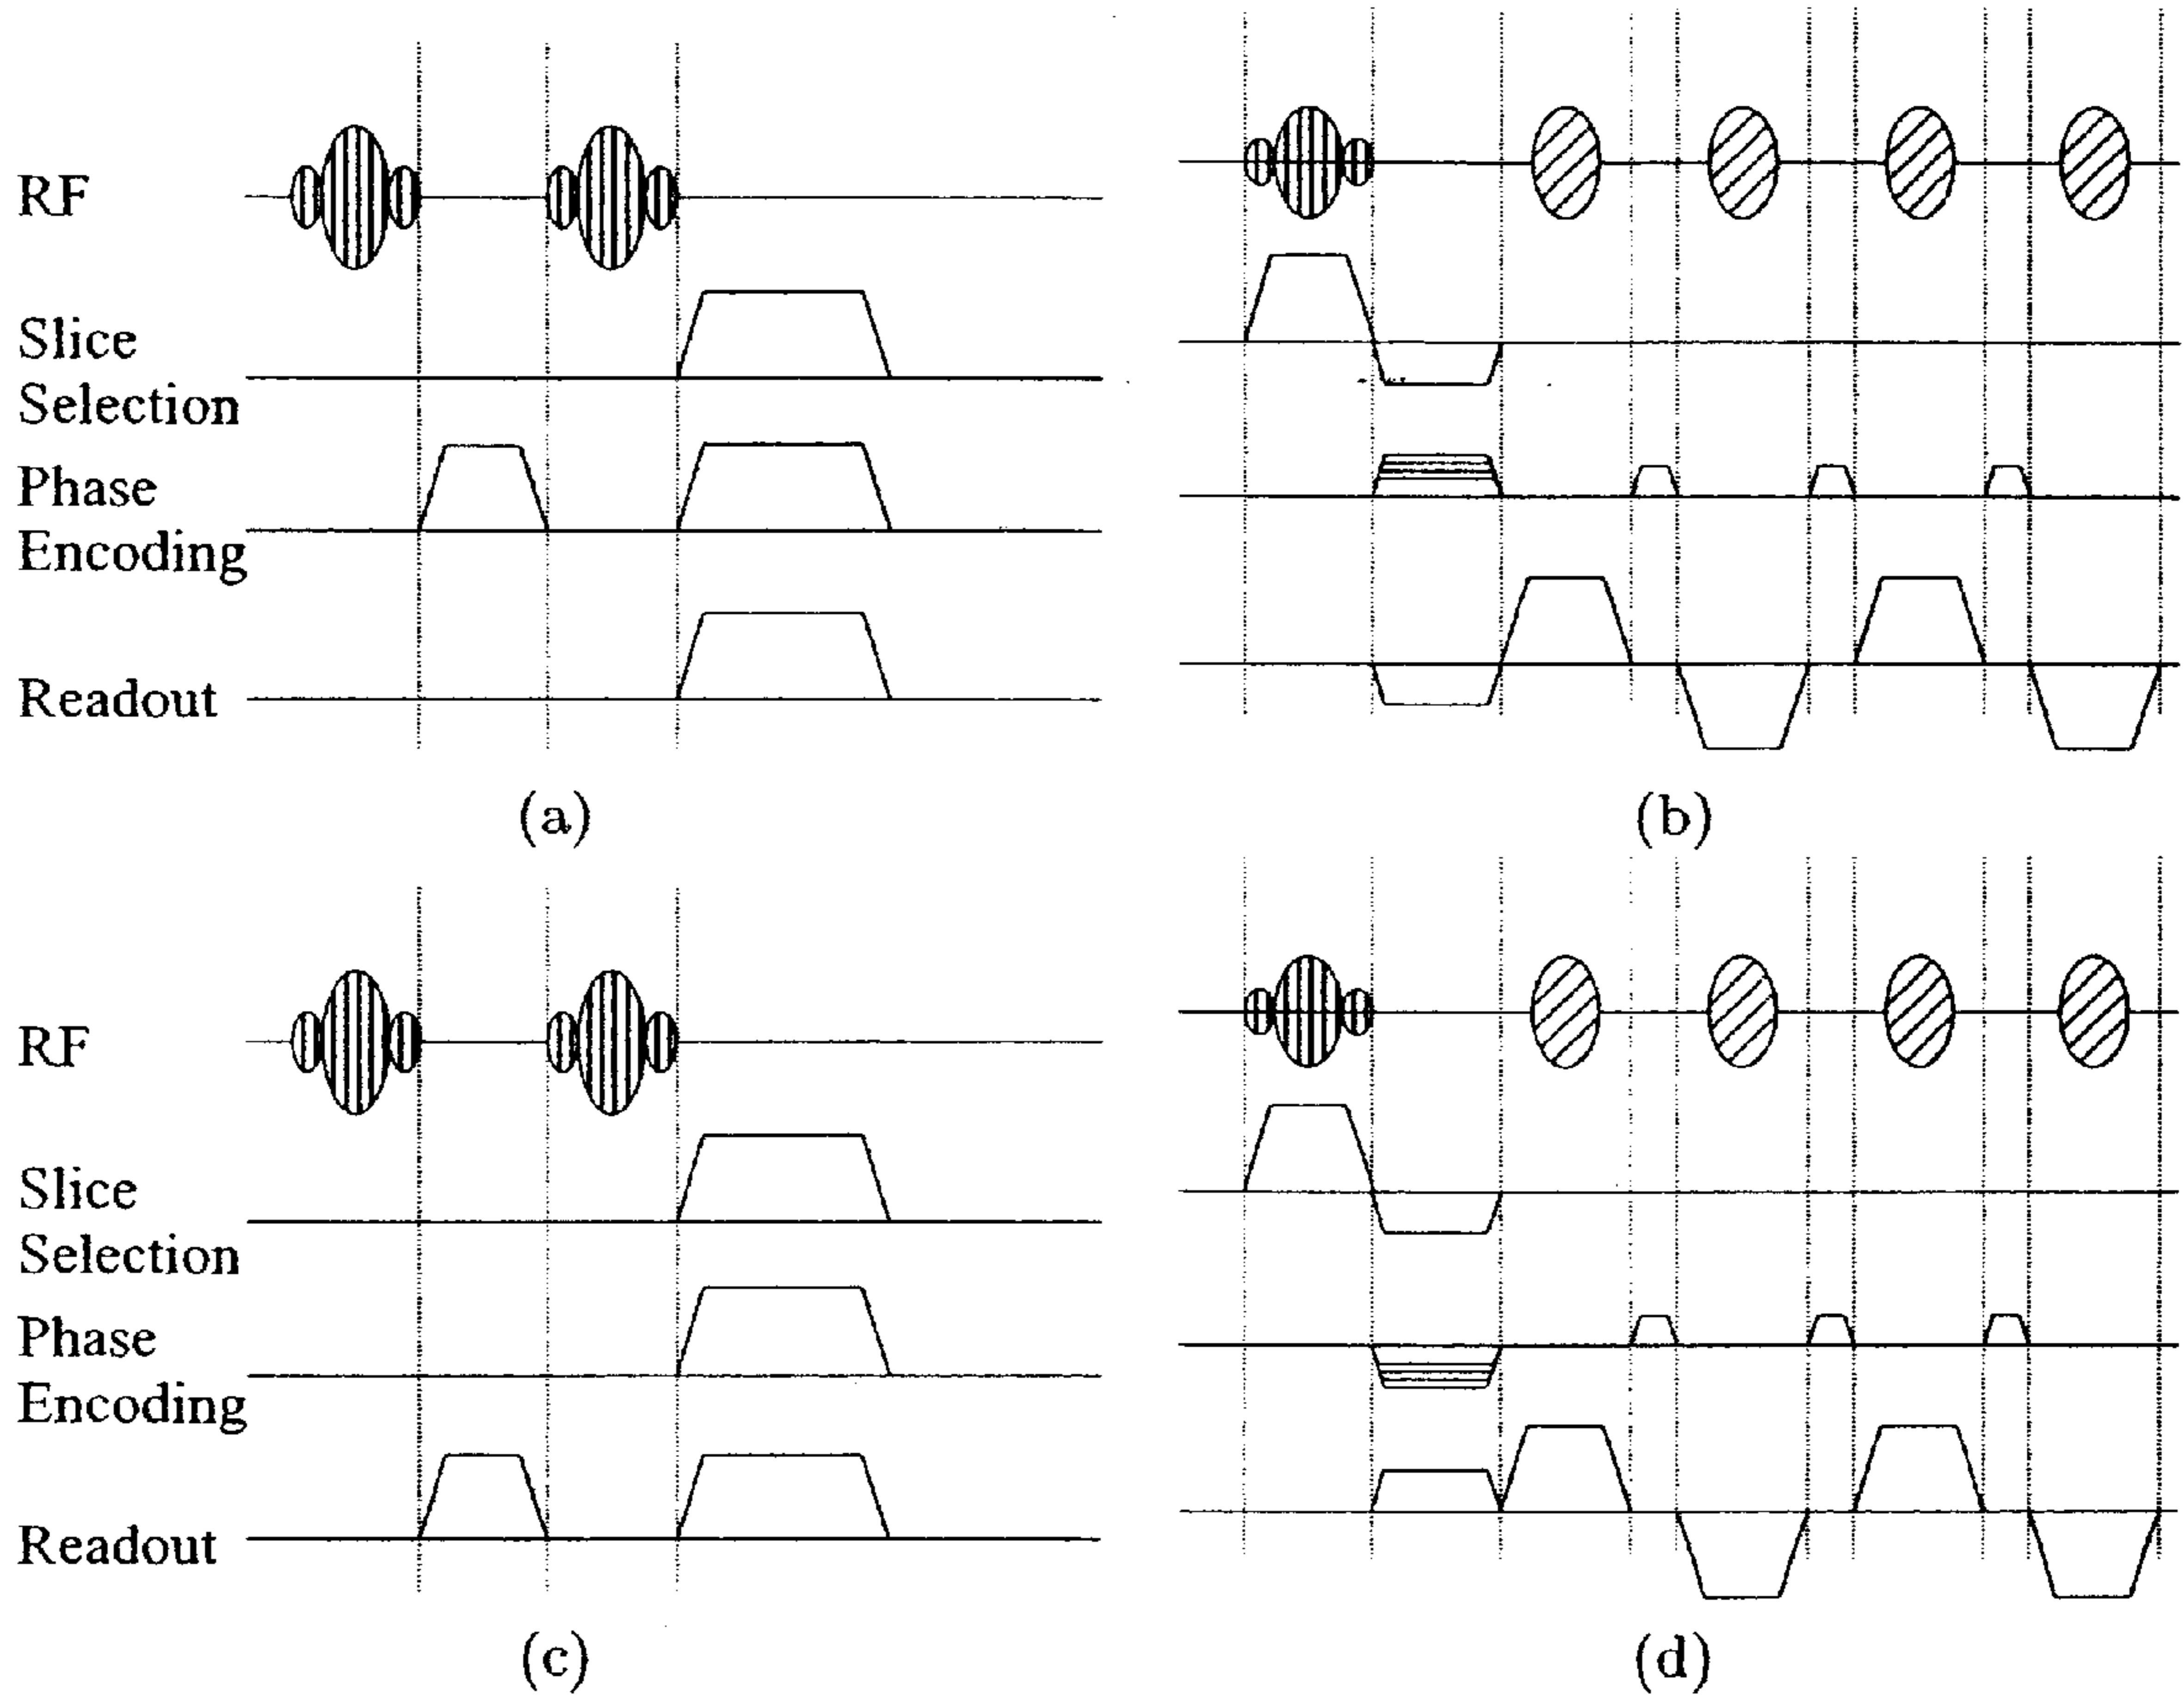 RF
Slice
Selection
Phase
Encoding
Readout
(a)
(b)
RF
Slice
Selection
Phase
Encoding
Readout
(c)
(d)